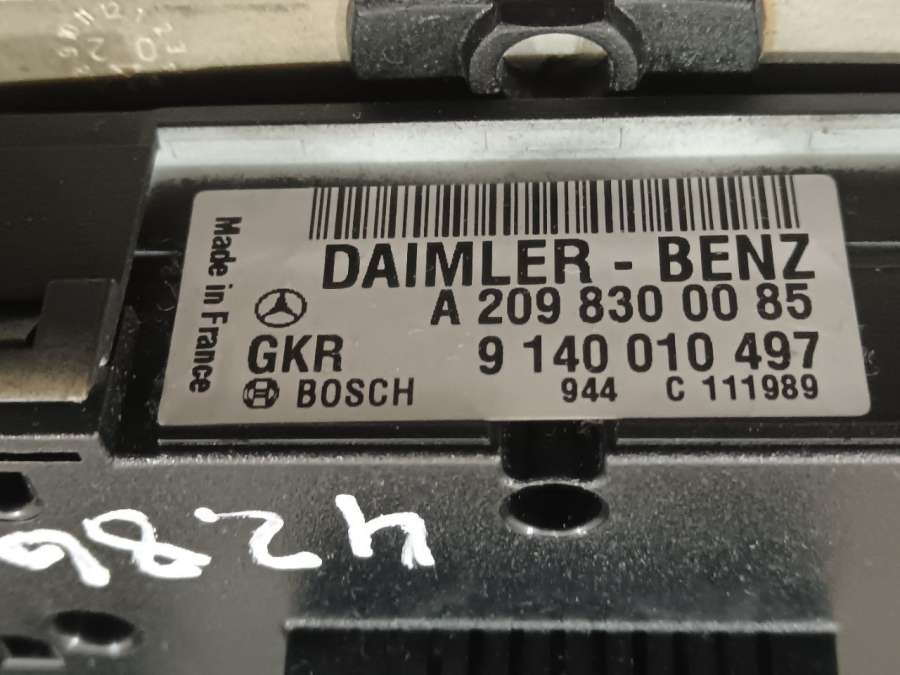 Made in France
DAIMLER - BENZ
A 209 830 00 85
GKR 9 140 010 497
BOSCH 944 C 111989